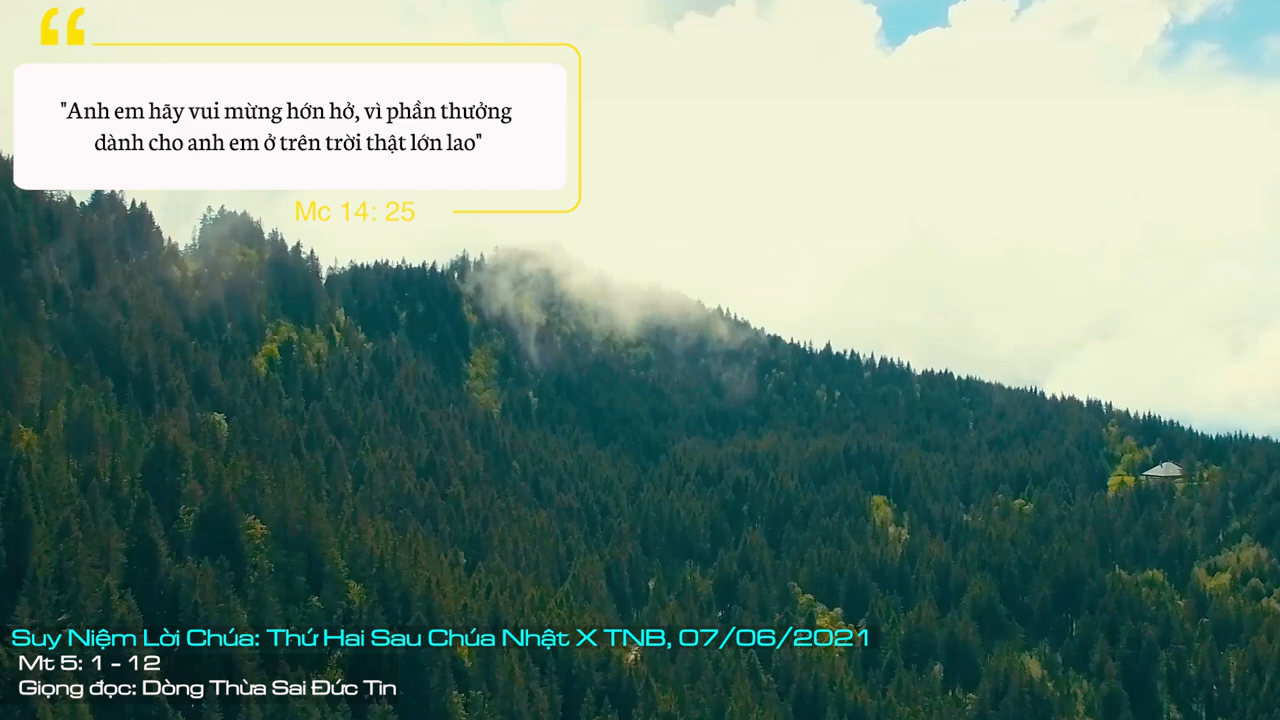 "Anh em hãy vui mừng hớn hở, vì phần thưởng
dành cho anh em ở trên trời thật lớn lao"
Mc 14: 25
Suy Niệm Lời Chúa: Thứ Hai Sau Chúa Nhật X TNB, 07/06/2021
Mt 5: 1 - 12
Giọng đọc: Dòng Thừa Sai Đức Tin